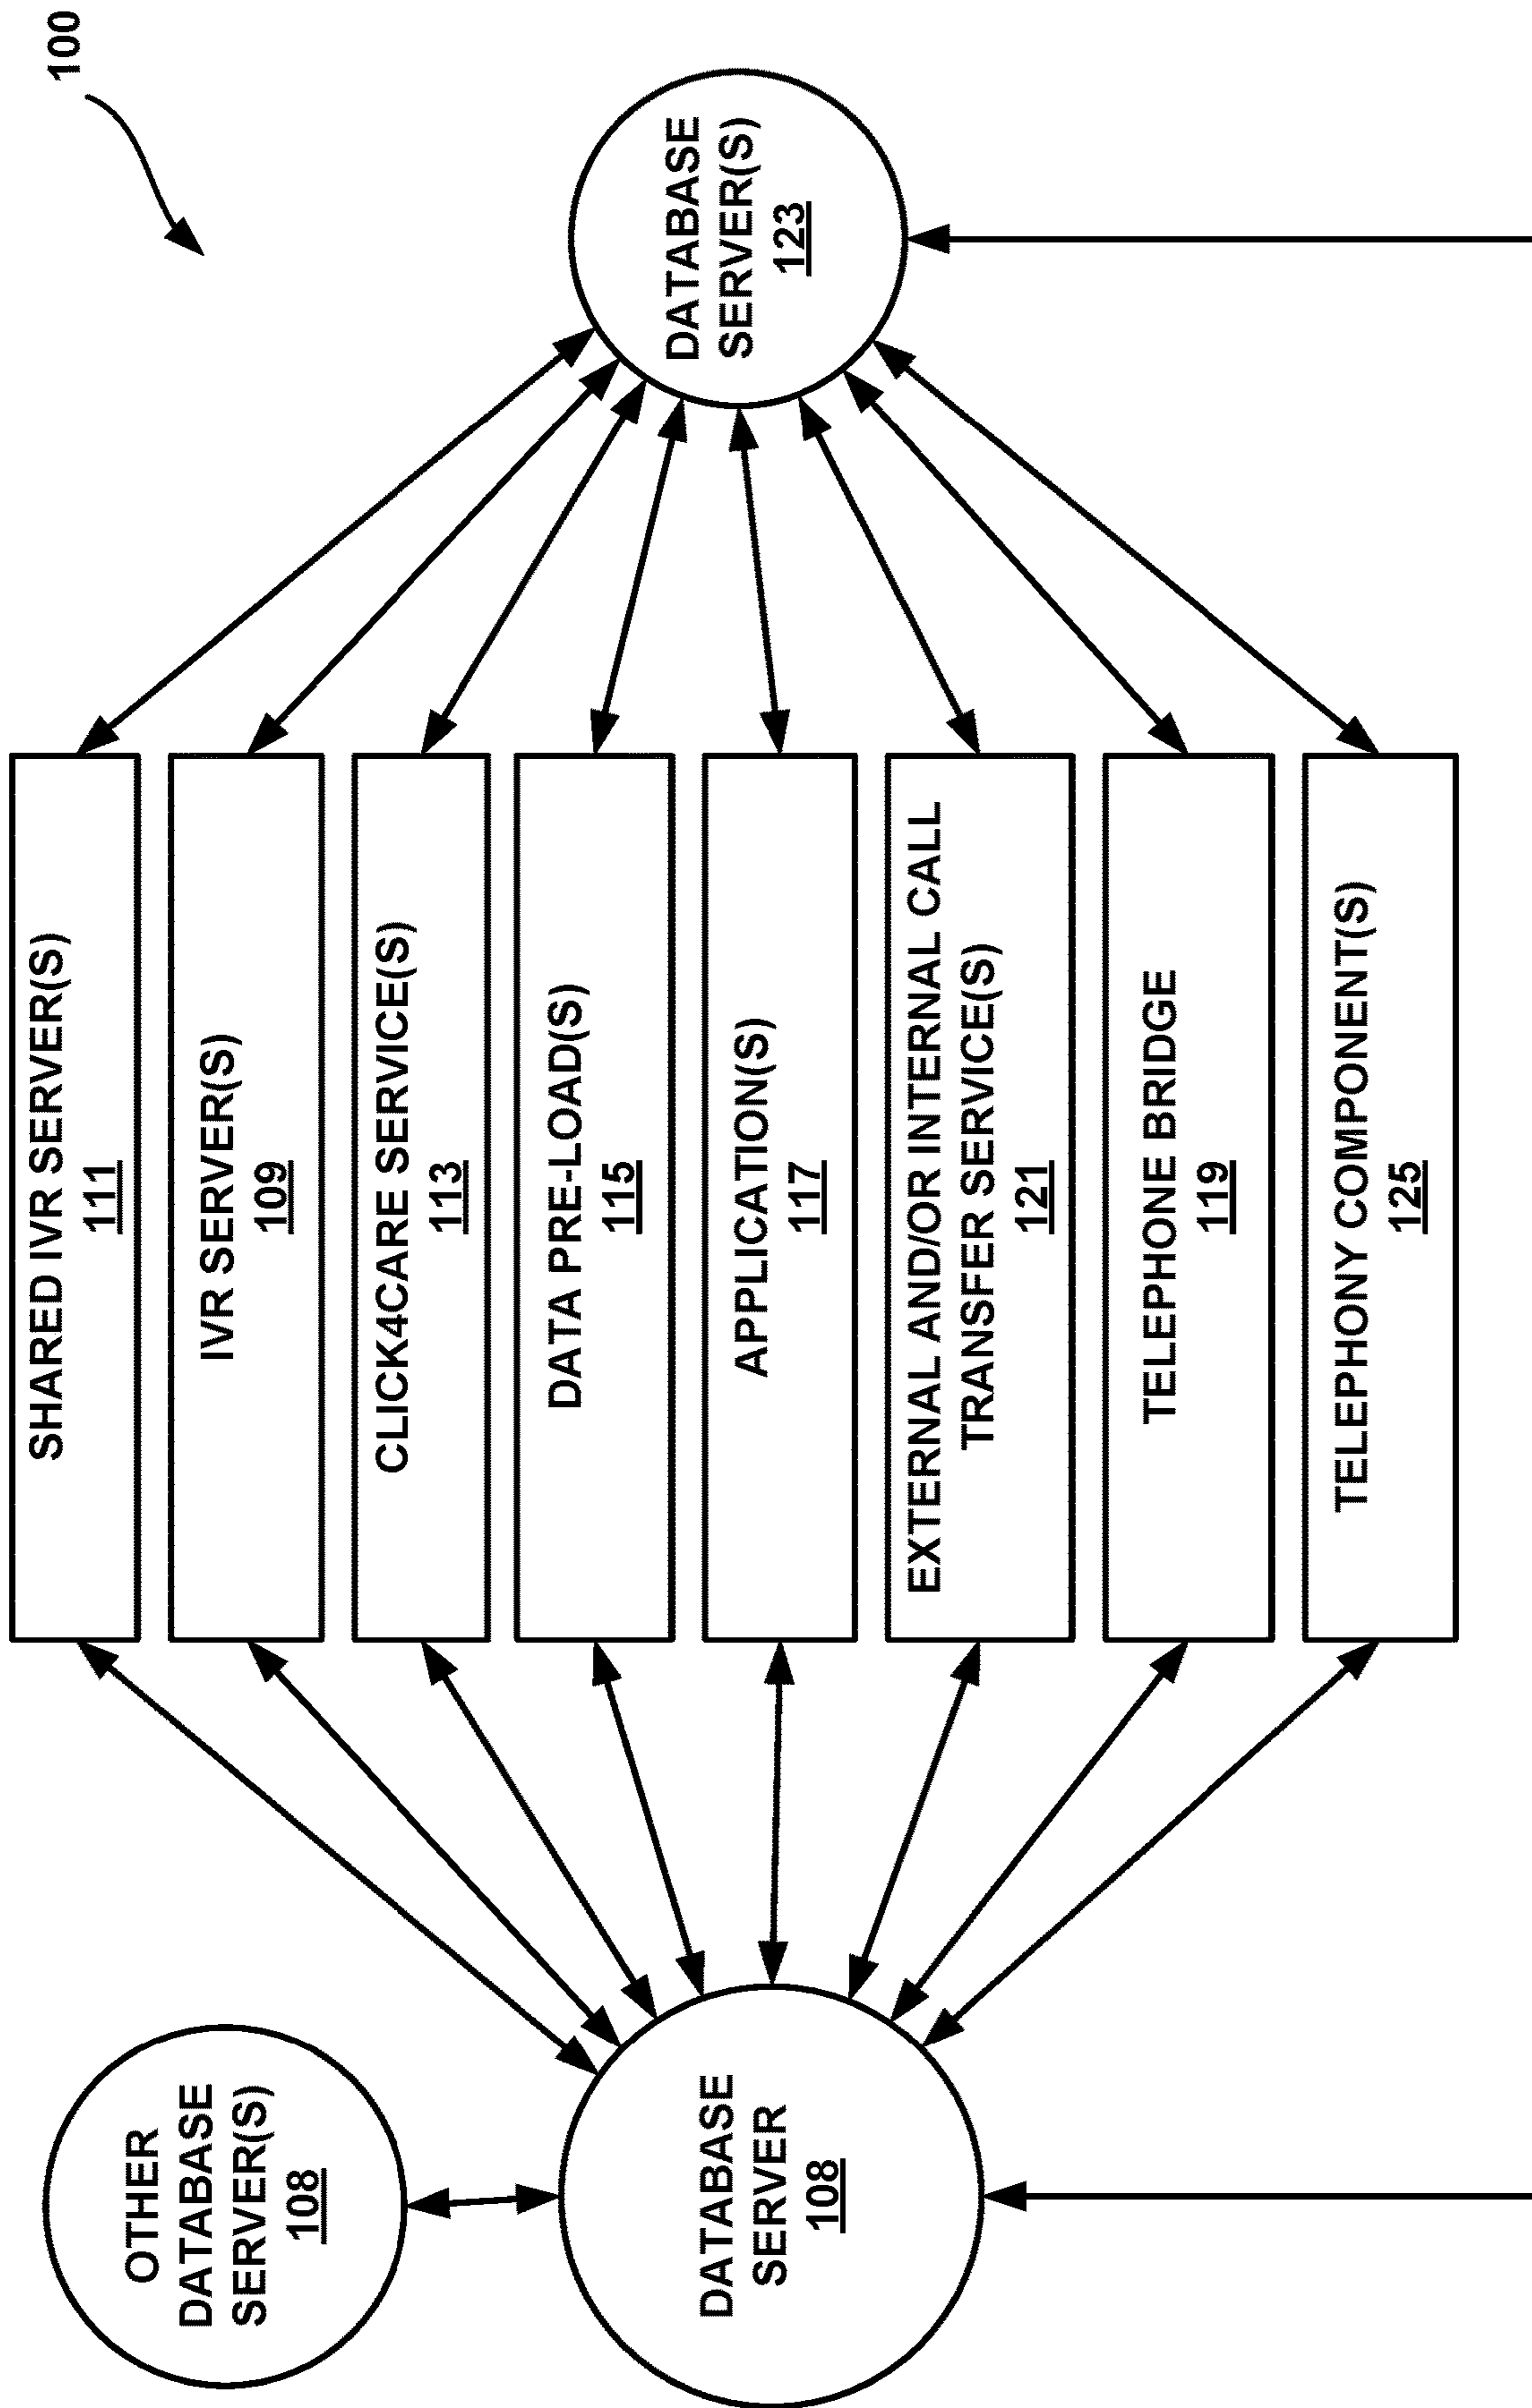 100
SHARED IVR SERVER(S)
111
IVR SERVER(S)
109
CLICK4CARE SERVICE(S)
113
DATA PRE-LOAD(S)
115
APPLICATION(S)
117
EXTERNAL AND/OR INTERNAL CALL
TRANSFER SERVICE(S)
121
TELEPHONE BRIDGE
119
TELEPHONY COMPONENT(S)
125
OTHER
DATABASE
SERVER(S)
108
DATABASE
SERVER
108
DATABASE
SERVER(S)
123